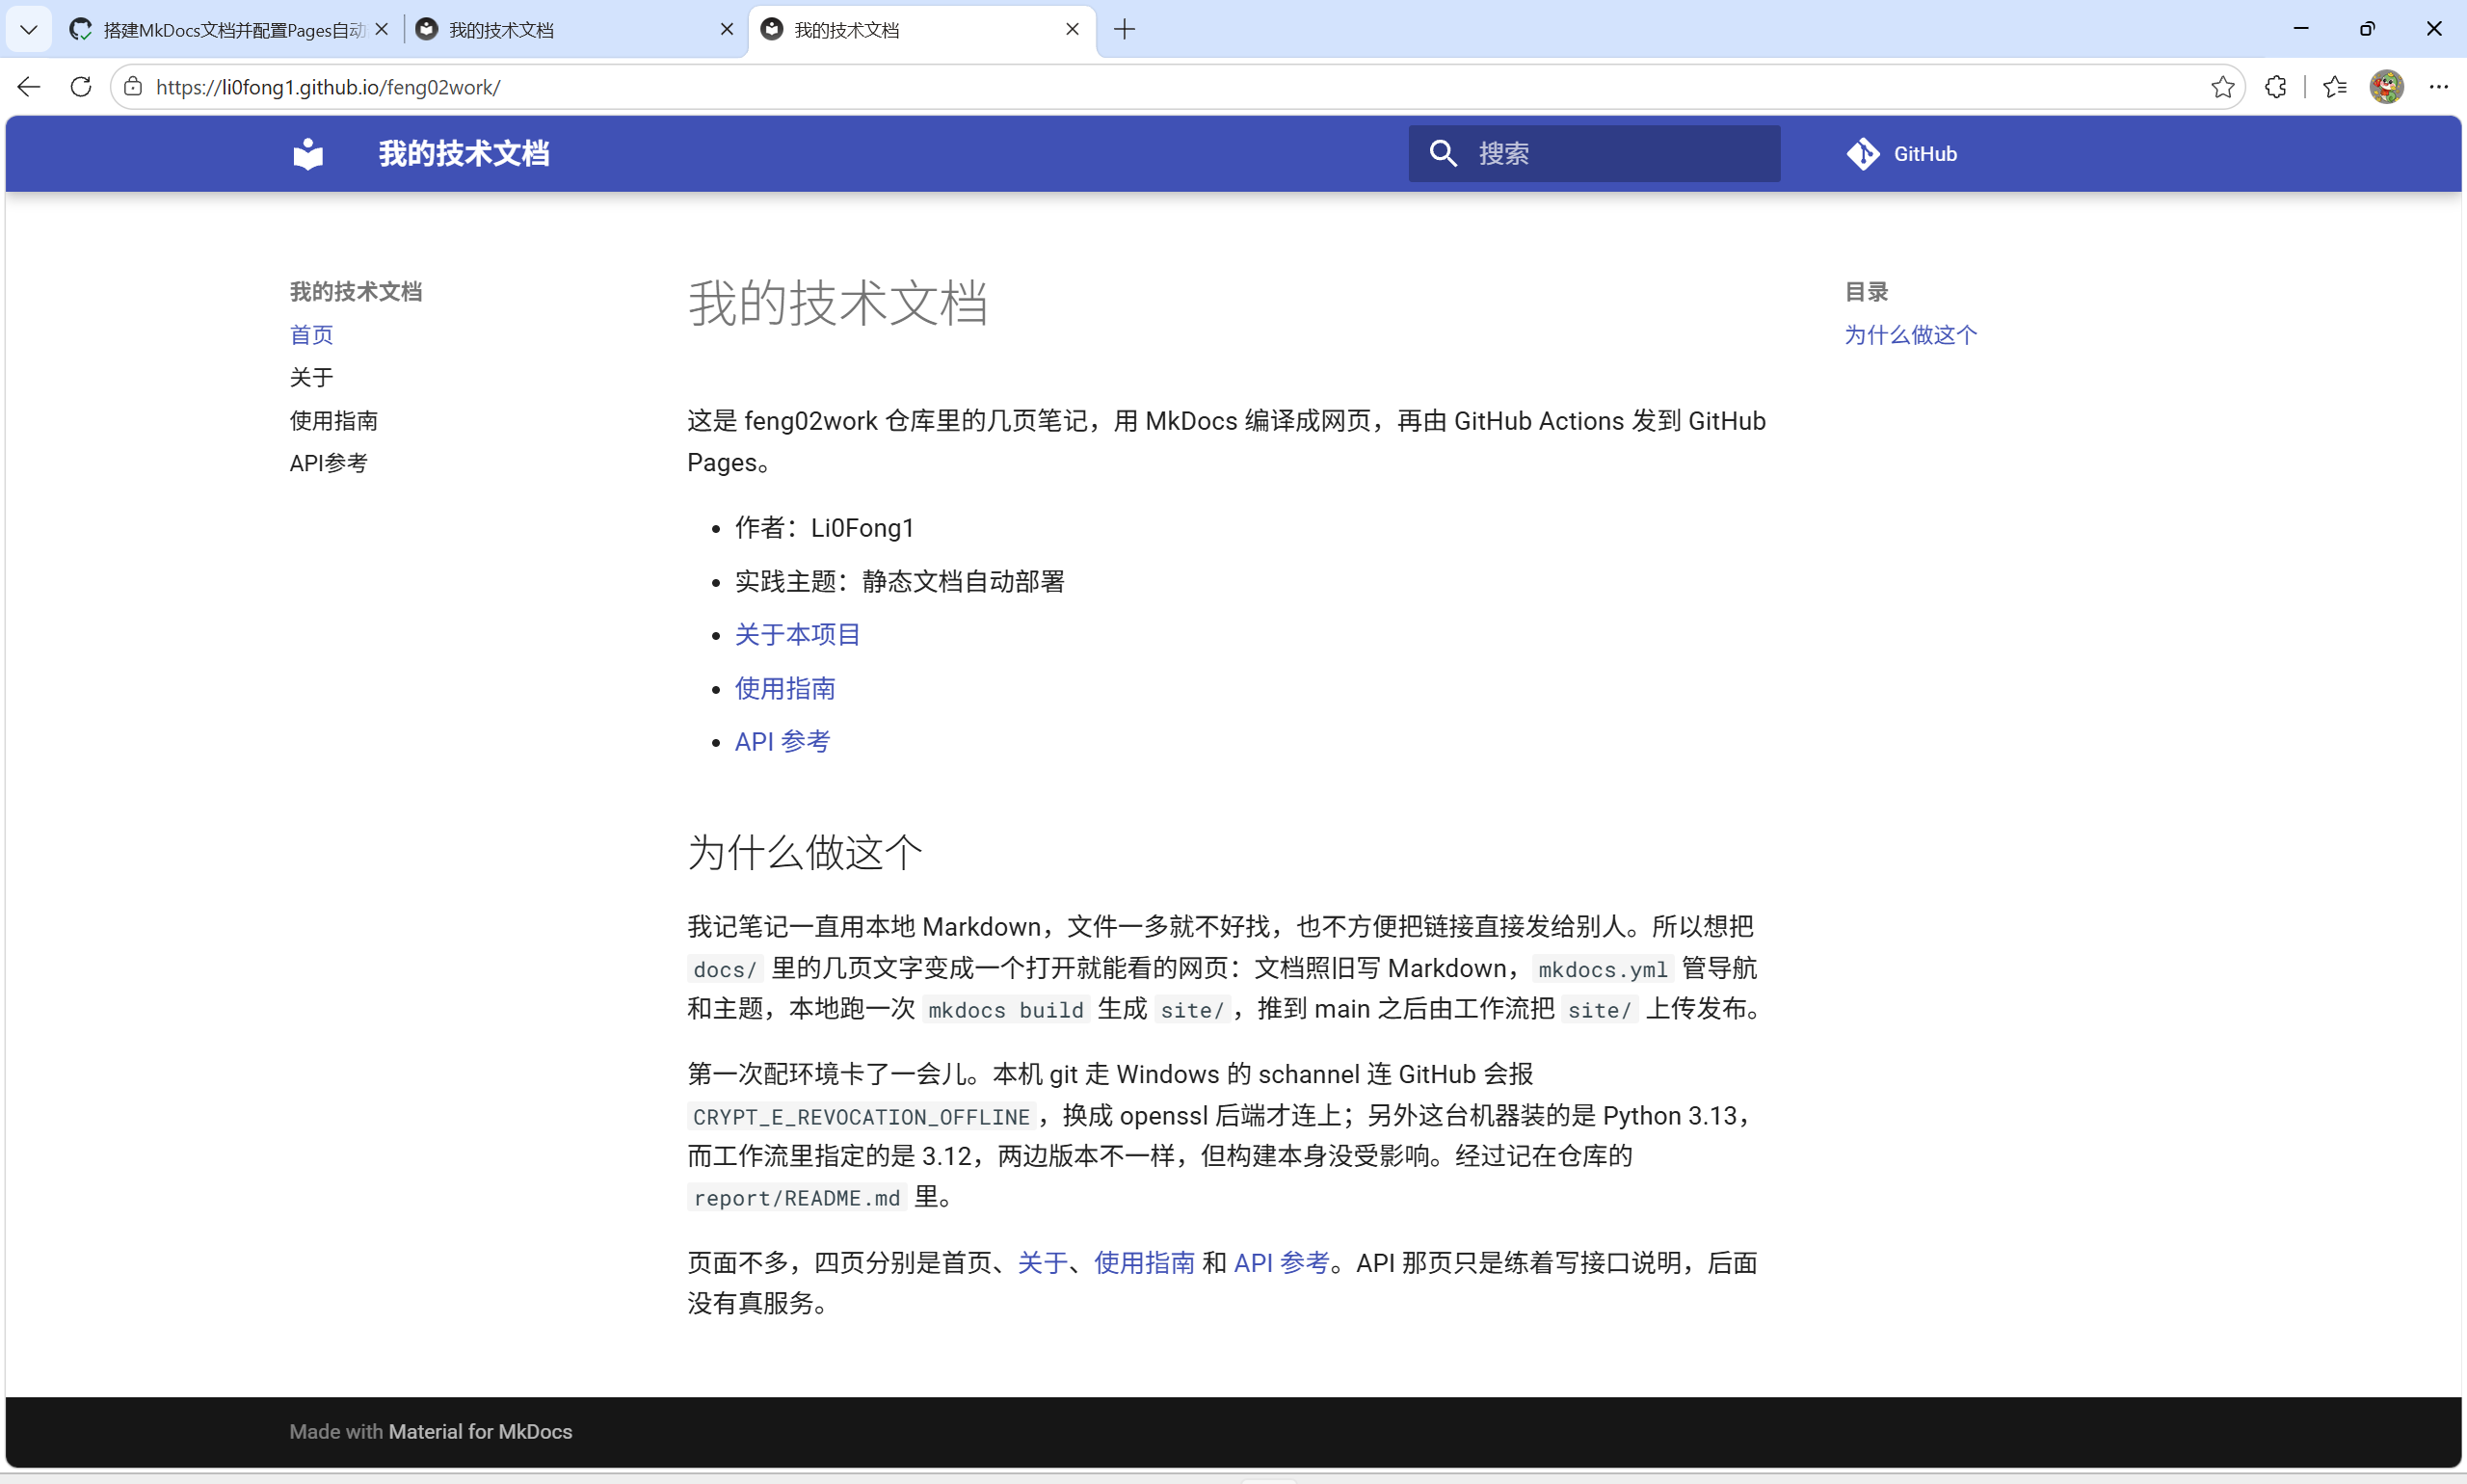 搭建MkDocs文档并配置Pages自动
我的技术文档
我的技术文档
https://li0fong1.github.io/feng02work/
我的技术文档
搜索
GitHub
我的技术文档
首页
关于
使用指南
API参考
我的技术文档
这是 feng02work 仓库里的几页笔记，用 MkDocs 编译成网页，再由 GitHub Actions 发到 GitHub
Pages。
作者：Li0Fong1
实践主题：静态文档自动部署
关于本项目
使用指南
API 参考
为什么做这个
我记笔记一直用本地 Markdown，文件一多就不好找，也不方便把链接直接发给别人。所以想把
docs/ 里的几页文字变成一个打开就能看的网页：文档照旧写 Markdown，mkdocs.yml 管导航
和主题，本地跑一次 mkdocs build 生成 site/，推到 main 之后由工作流把 site/ 上传发布。
第一次配环境卡了一会儿。本机 git 走 Windows 的 schannel 连 GitHub 会报
CRYPT_E_REVOCATION_OFFLINE，换成 openssl 后端才连上；另外这台机器装的是 Python 3.13，
而工作流里指定的是 3.12，两边版本不一样，但构建本身没受影响。经过记在仓库的
report/README.md 里。
页面不多，四页分别是首页、关于、使用指南 和 API 参考。API 那页只是练着写接口说明，后面
没有真服务。
目录
为什么做这个
Made with Material for MkDocs